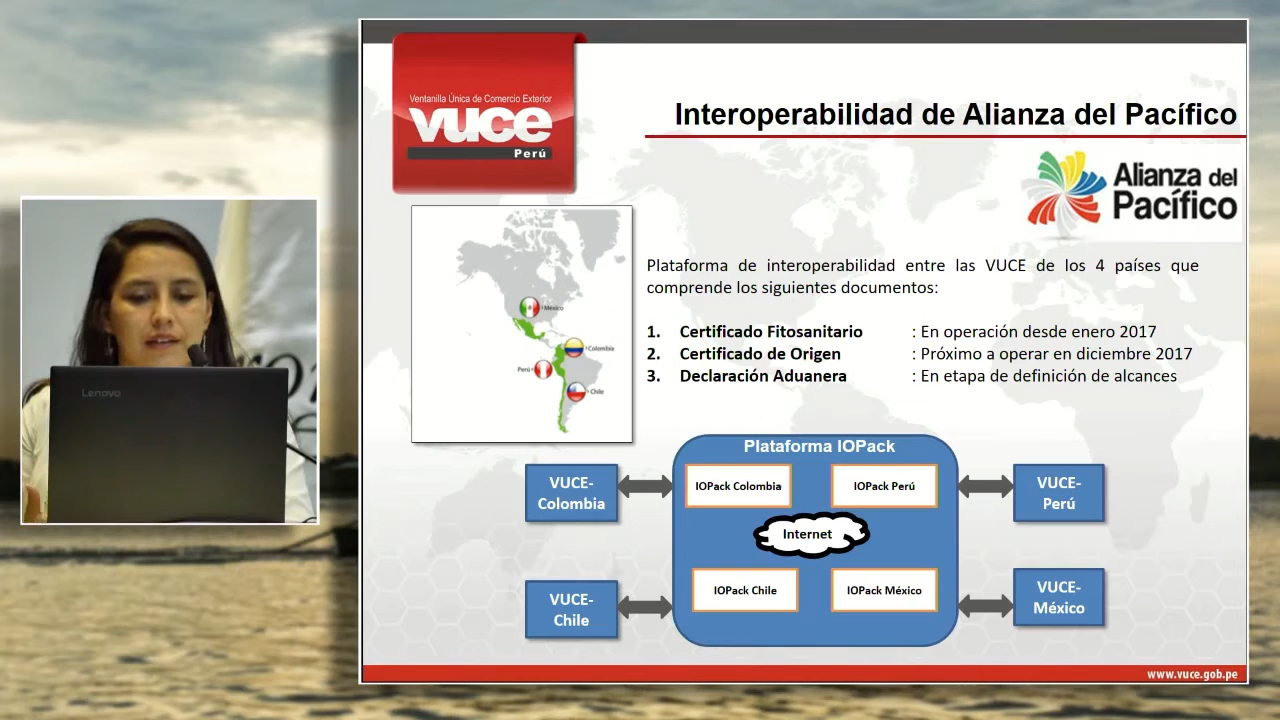 Ventanilla Única de Comercio Exterior
vuce
Perú
Interoperabilidad de Alianza del Pacífico
Alianza del
Pacífico
México
Colombia
Perú
Chile
Plataforma de interoperabilidad entre las VUCE de los 4 países que
comprende los siguientes documentos:
1. Certificado Fitosanitario : En operación desde enero 2017
2. Certificado de Origen : Próximo a operar en diciembre 2017
3. Declaración Aduanera : En etapa de definición de alcances
Lenovo
Plataforma IOPack
VUCE-
Colombia
IOPack Colombia
IOPack Perú
VUCE-
Perú
Internet
VUCE-
Chile
IOPack Chile
IOPack México
VUCE-
México
www.vuce.gob.pe